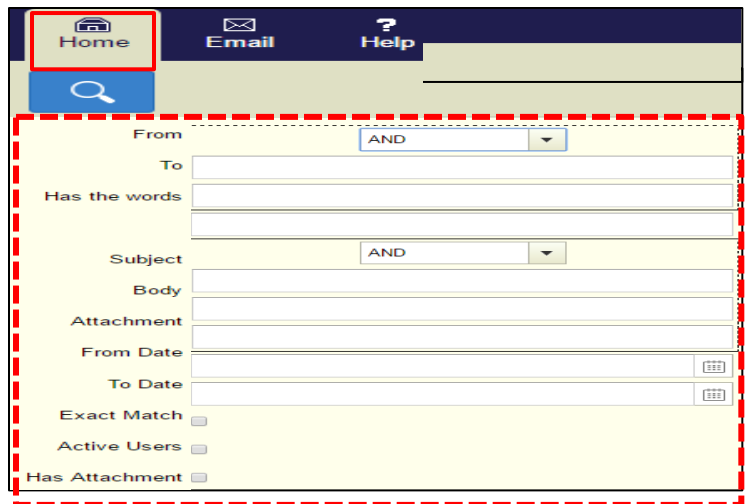 Home Email ? Help
From AND
To
Has the words
Subject AND
Body
Attachment
From Date
To Date
Exact Match
Active Users
Has Attachment